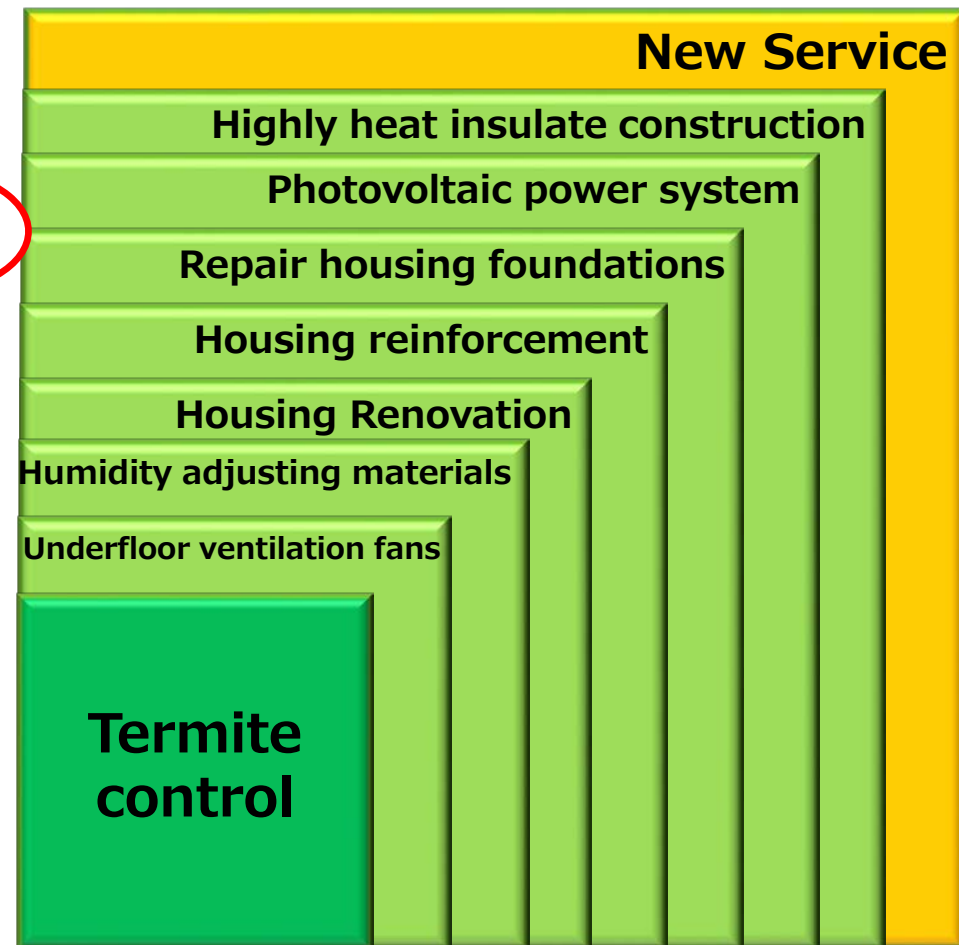 New Service
Highly heat insulate construction
Photovoltaic power system
Repair housing foundations
Housing reinforcement
Housing Renovation
Humidity adjusting materials
Underfloor ventilation fans
Termite
control